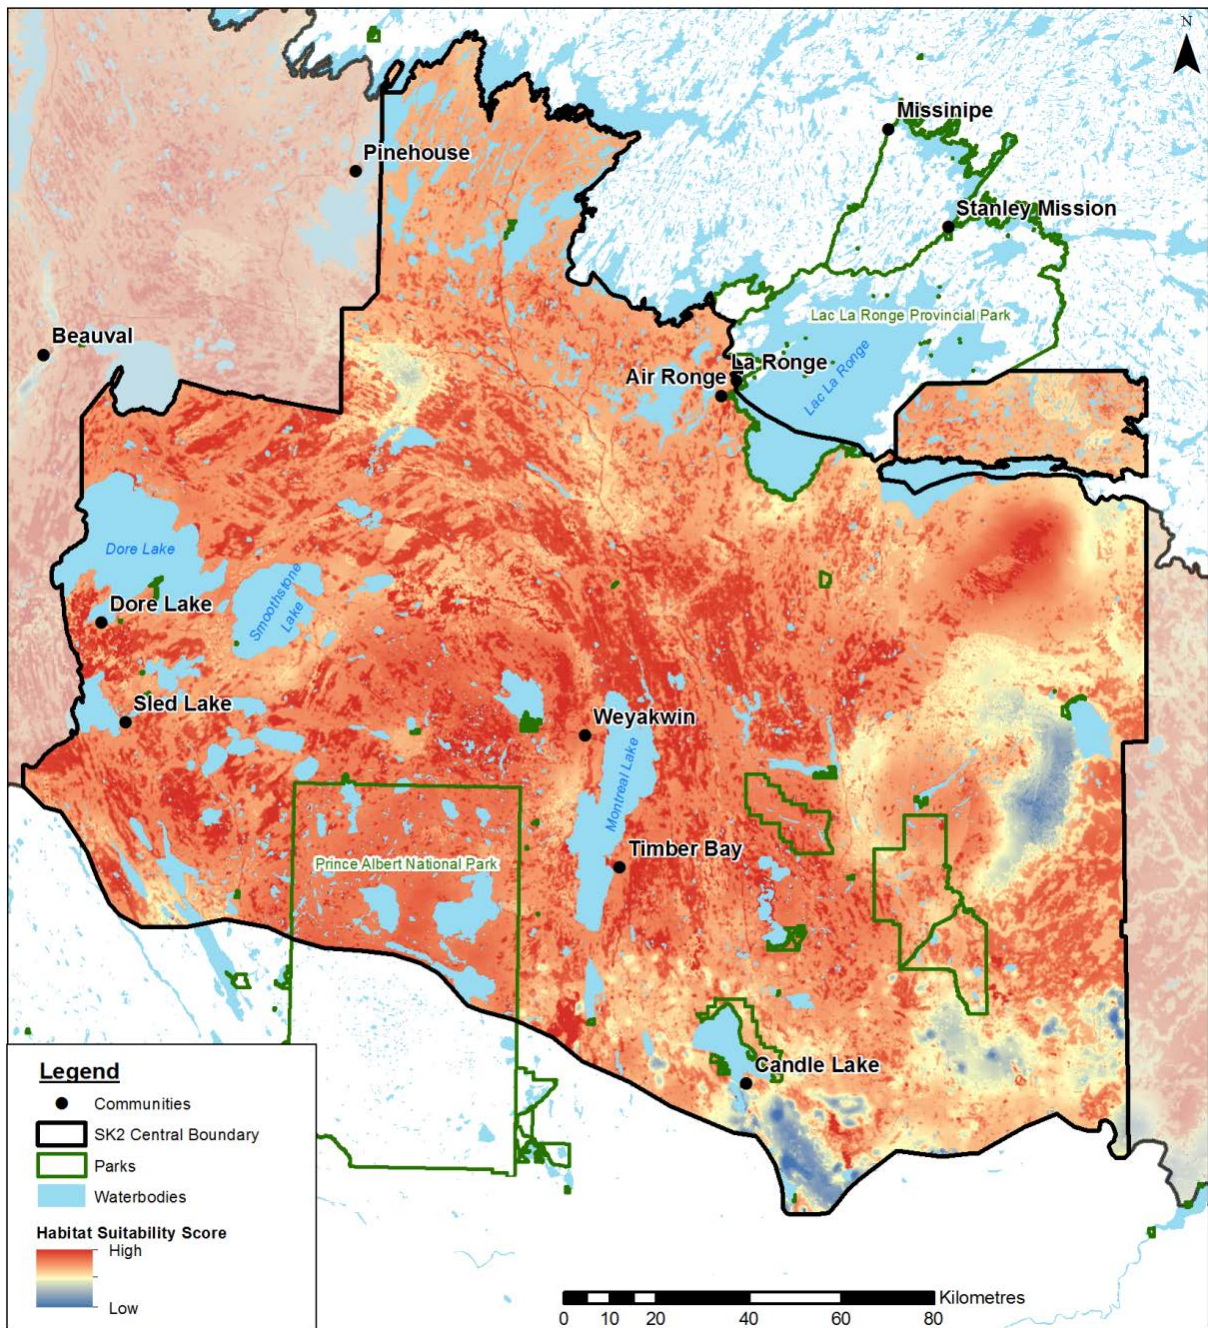 N
Missinipe
Pinehouse
Stanley Mission
Lac La Ronge Provincial Park
Beauval
La Ronge
Air Ronge
Lac La Ronge
Dore Lake
Smoothstone
Lake
Dore Lake
Sled Lake
Weyakwin
Montreal Lake
Timber Bay
Prince Albert National Park
Candle Lake
Legend
Communities
SK2 Central Boundary
Parks
Waterbodies
Habitat Suitability Score
High
Low
Kilometres
0 10 20 40 60 80